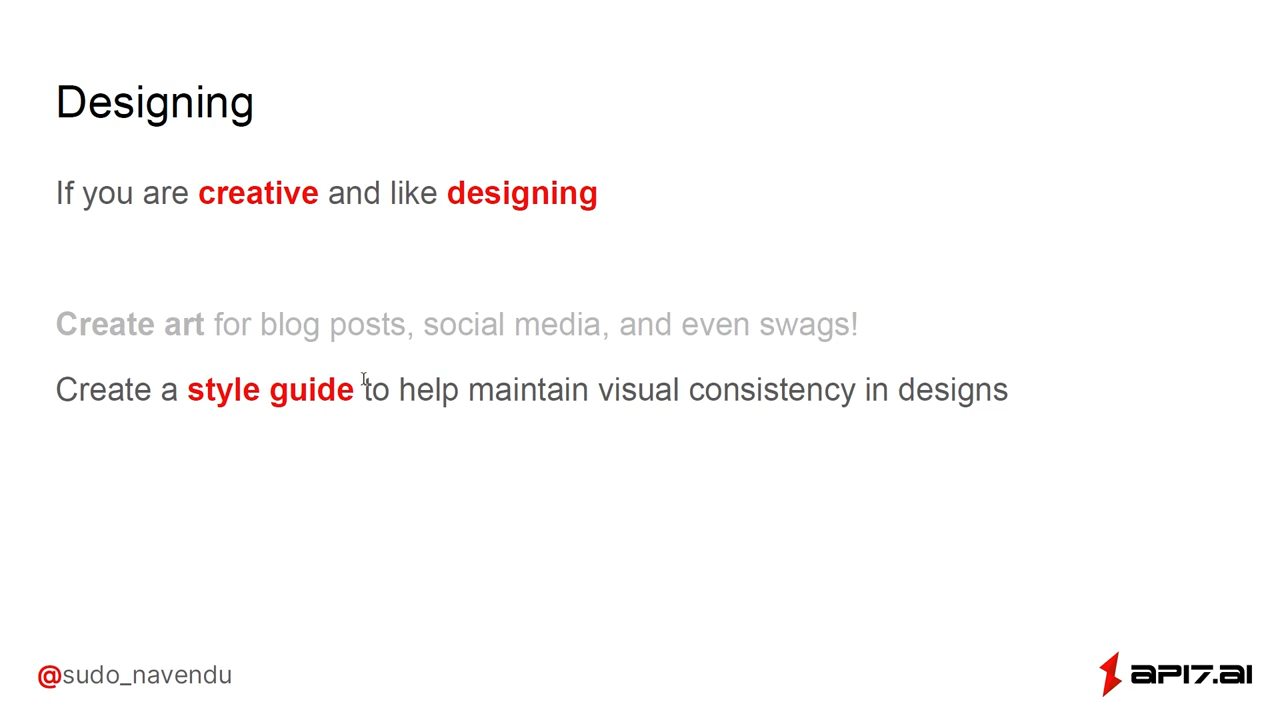 Designing
If you are creative and like designing
Create art for blog posts, social media, and even swags!
Create a style guide to help maintain visual consistency in designs
@sudo_navendu
API7.AI